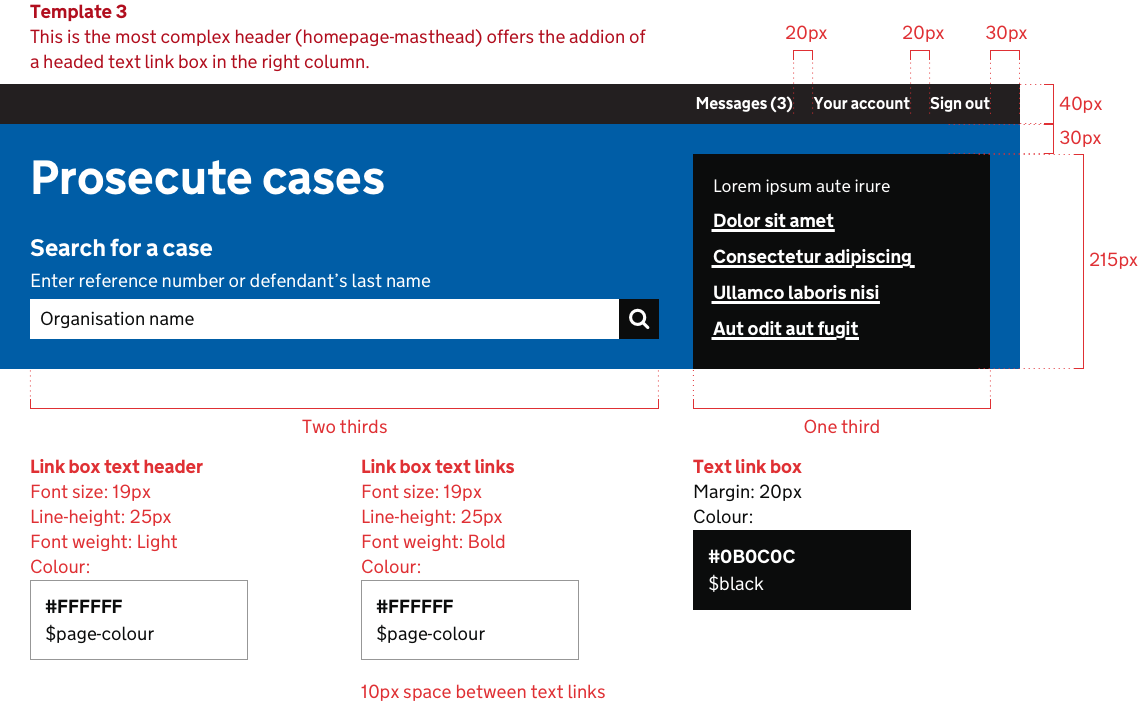 Template 3
This is the most complex header (homepage-masthead) offers the addion of
a headed text link box in the right column.
20px
20px
30px
Messages (3)
Your account
Sign out
40px
30px
Prosecute cases
Search for a case
Enter reference number or defendant's last name
Organisation name
Lorem ipsum aute irure
Dolor sit amet
Consectetur adipiscing
Ullamco laboris nisi
Aut odit aut fugit
215px
Two thirds
One third
Link box text header
Font size: 19px
Line-height: 25px
Font weight: Light
Colour:
#FFFFFF
$page-colour
Link box text links
Font size: 19px
Line-height: 25px
Font weight: Bold
Colour:
#FFFFFF
$page-colour
10px space between text links
Text link box
Margin: 20px
Colour:
#0B0C0C
$black